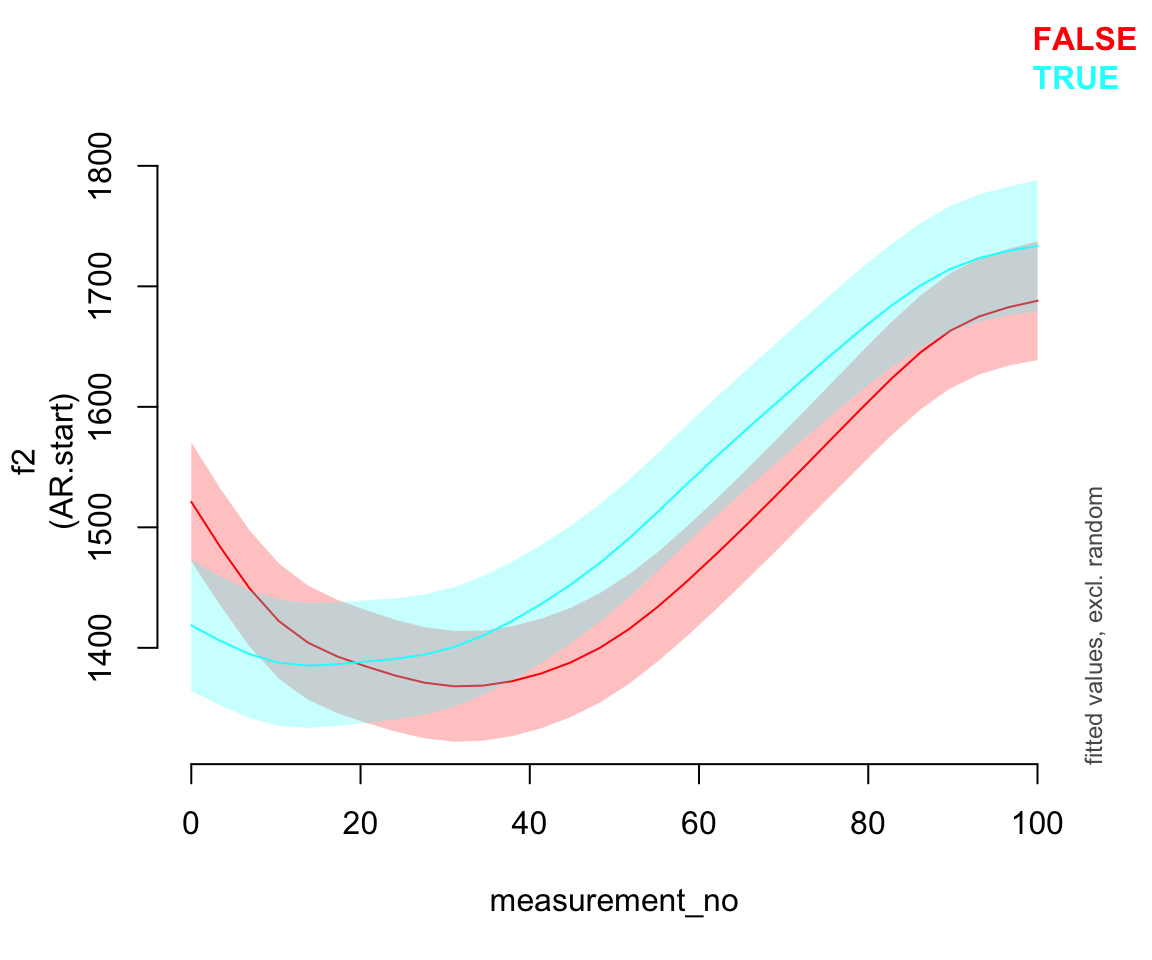 FALSE
TRUE
f2
(AR.start)
1800
1700
1600
1500
1400
fitted values, excl. random
0 20 40 60 80 100
measurement_no